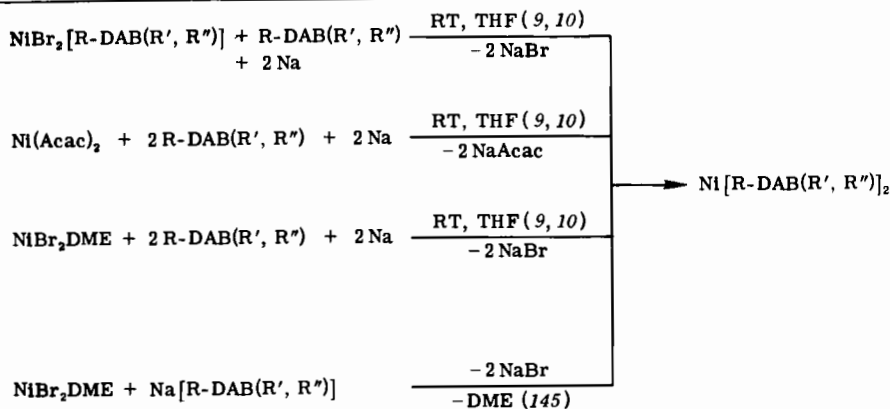 NiBr₂[R-DAB(R′, R″)] + R-DAB(R′, R″) RT, THF(9, 10)
+ 2 Na − 2 NaBr
Ni(Acac)₂ + 2 R-DAB(R′, R″) + 2 Na RT, THF(9, 10)
− 2 NaAcac
Ni[R-DAB(R′, R″)]₂
NiBr₂DME + 2 R-DAB(R′, R″) + 2 Na RT, THF(9, 10)
− 2 NaBr
NiBr₂DME + Na[R-DAB(R′, R″)] − 2 NaBr
−DME (145)